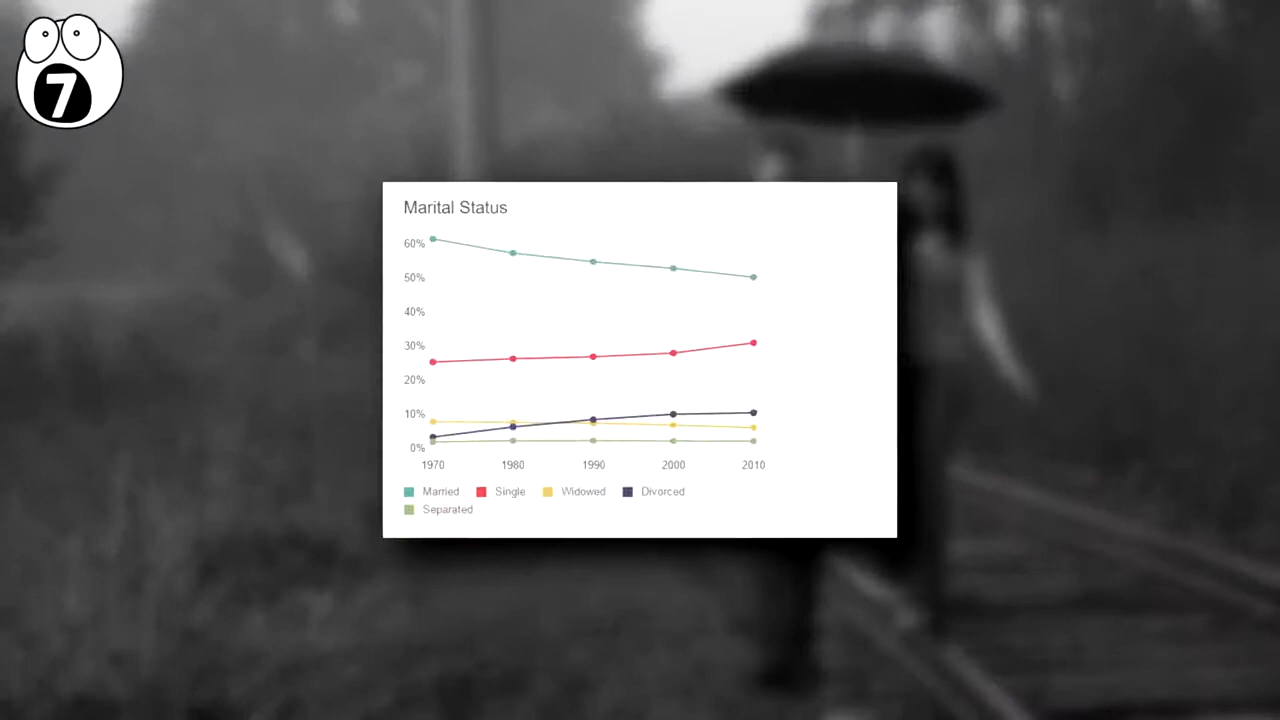 7
Marital Status
60%
50%
40%
30%
20%
10%
0%
1970 1980 1990 2000 2010
Married Single Widowed Divorced
Separated